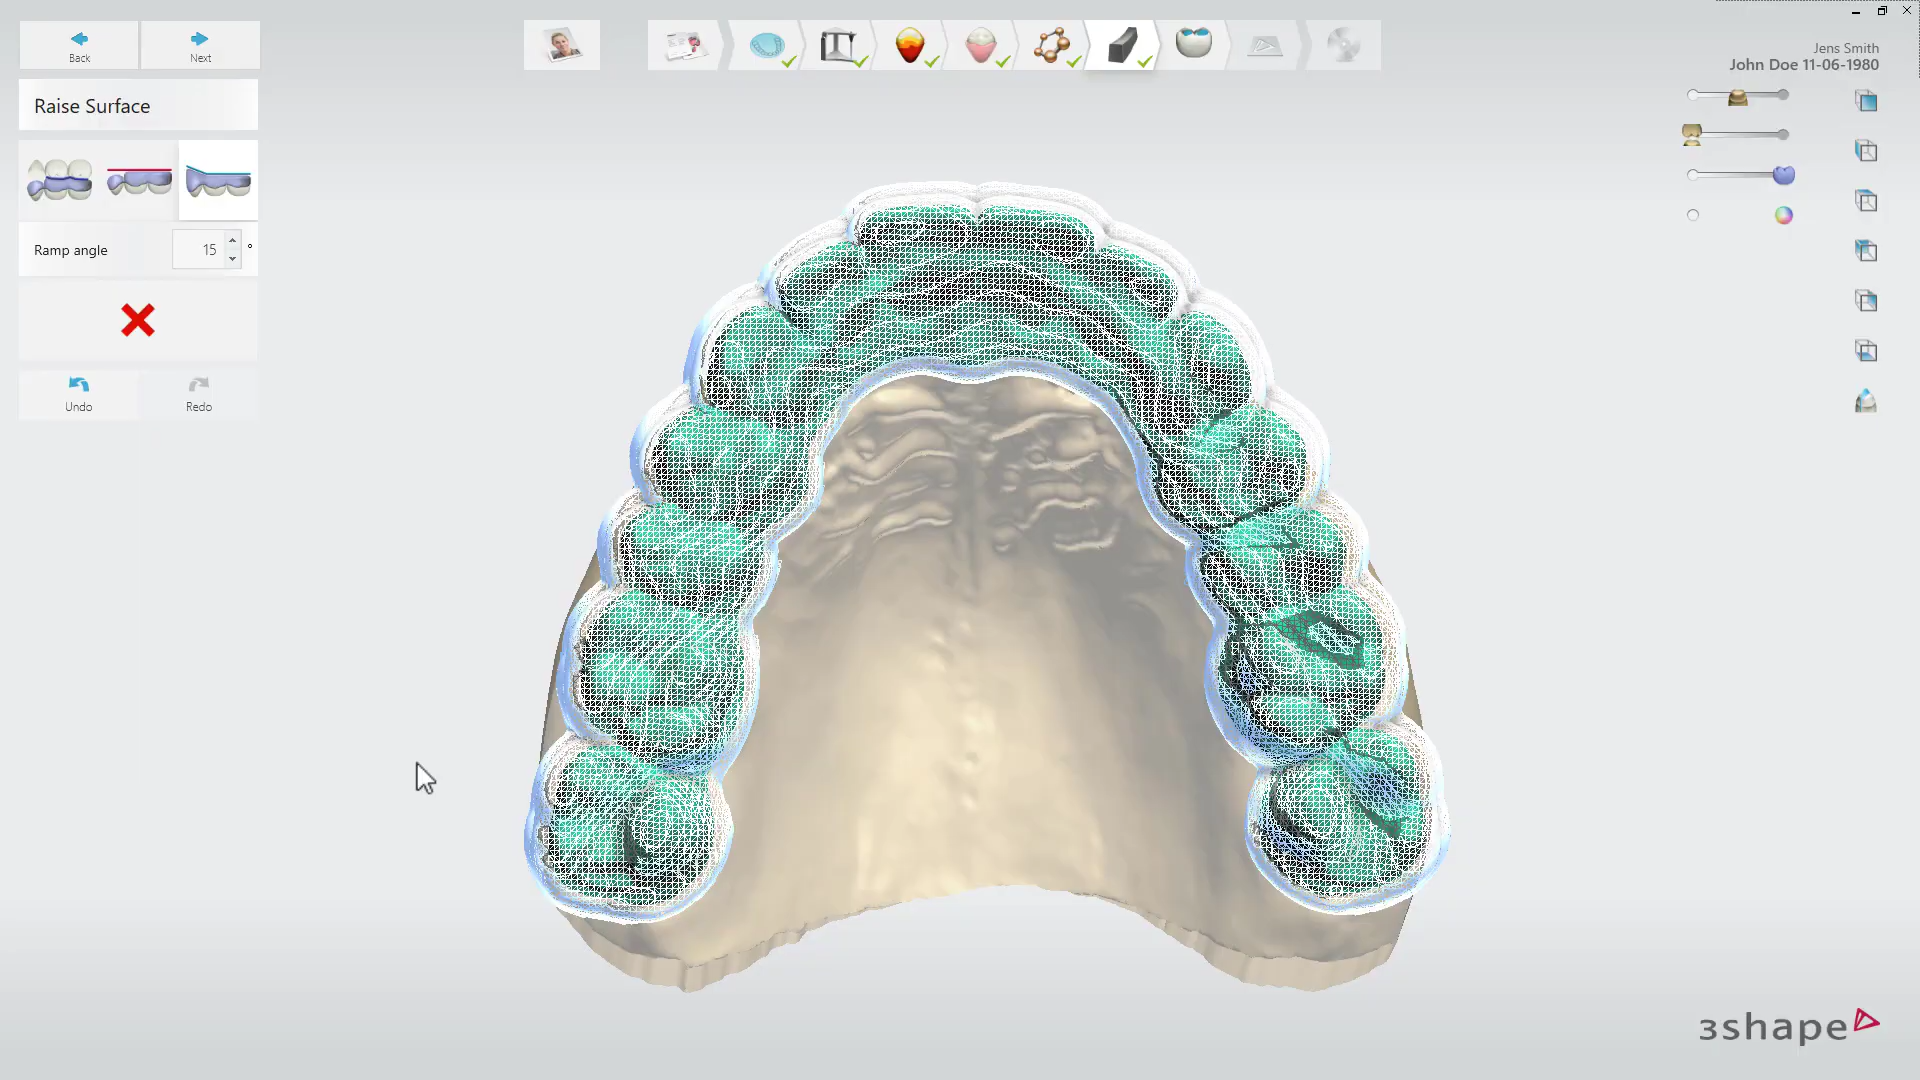 Back
Next
Jens Smith
John Doe 11-06-1980
Raise Surface
Ramp angle
15
°
Undo
Redo
3shape